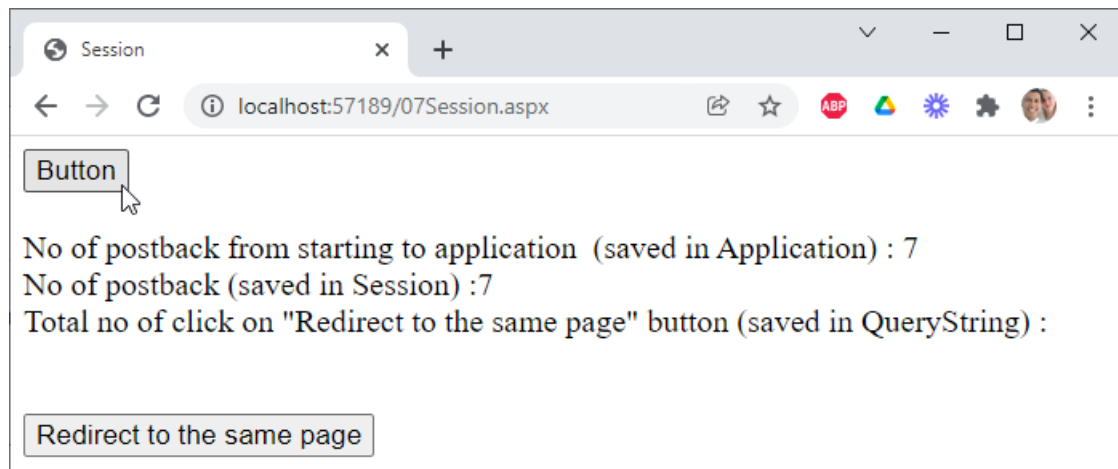 Session
localhost:57189/07Session.aspx
ABP
Button
No of postback from starting to application  (saved in Application) : 7
No of postback (saved in Session) :7
Total no of click on "Redirect to the same page" button (saved in QueryString) :
Redirect to the same page